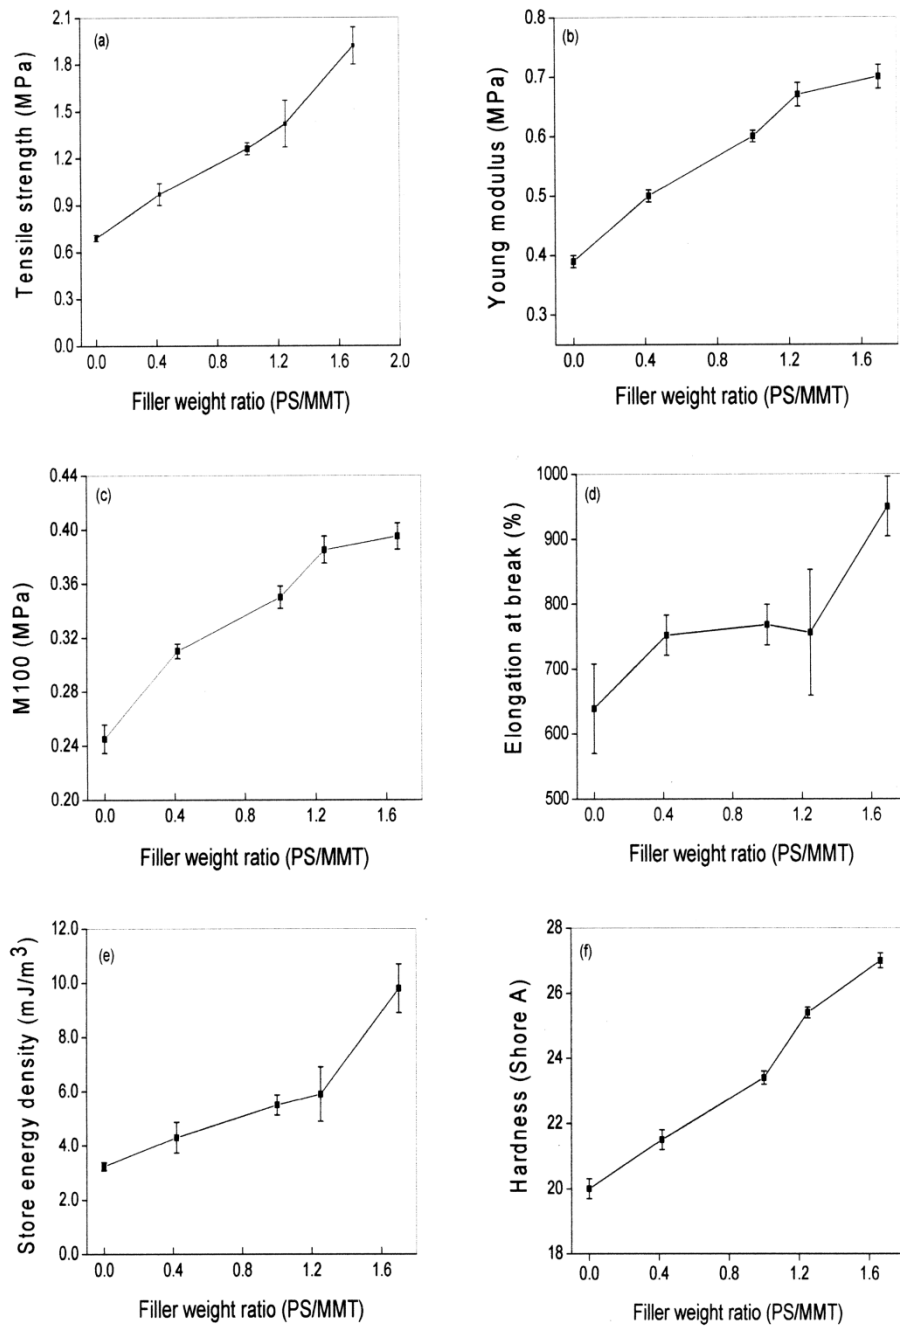 (a)
Tensile strength (MPa)
2.1
1.8
1.5
1.2
0.9
0.6
0.3
0.0
0.0 0.4 0.8 1.2 1.6 2.0
Filler weight ratio (PS/MMT)
(b)
Young modulus (MPa)
0.8
0.7
0.6
0.5
0.4
0.3
0.0 0.4 0.8 1.2 1.6
Filler weight ratio (PS/MMT)
(c)
M100 (MPa)
0.44
0.40
0.36
0.32
0.28
0.24
0.20
0.0 0.4 0.8 1.2 1.6
Filler weight ratio (PS/MMT)
(d)
Elongation at break (%)
1000
900
800
700
600
500
0.0 0.4 0.8 1.2 1.6
Filler weight ratio (PS/MMT)
(e)
Store energy density (mJ/m³)
12.0
10.0
8.0
6.0
4.0
2.0
0.0
0.0 0.4 0.8 1.2 1.6
Filler weight ratio (PS/MMT)
(f)
Hardness (Shore A)
28
26
24
22
20
18
0.0 0.4 0.8 1.2 1.6
Filler weight ratio (PS/MMT)